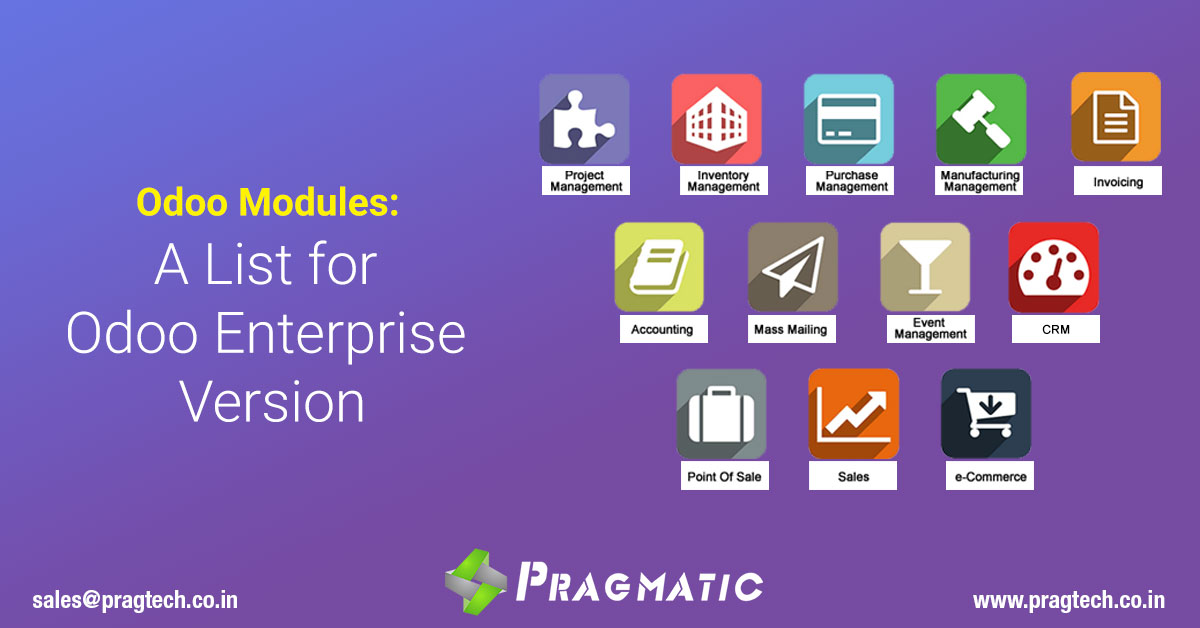 Odoo Modules:
A List for
Odoo Enterprise
Version
Project
Management
Inventory
Management
Purchase
Management
Manufacturing
Management
Invoicing
Accounting
Mass Mailing
Event
Management
CRM
Point Of Sale
Sales
e-Commerce
sales@pragtech.co.in
PRAGMATIC
www.pragtech.co.in